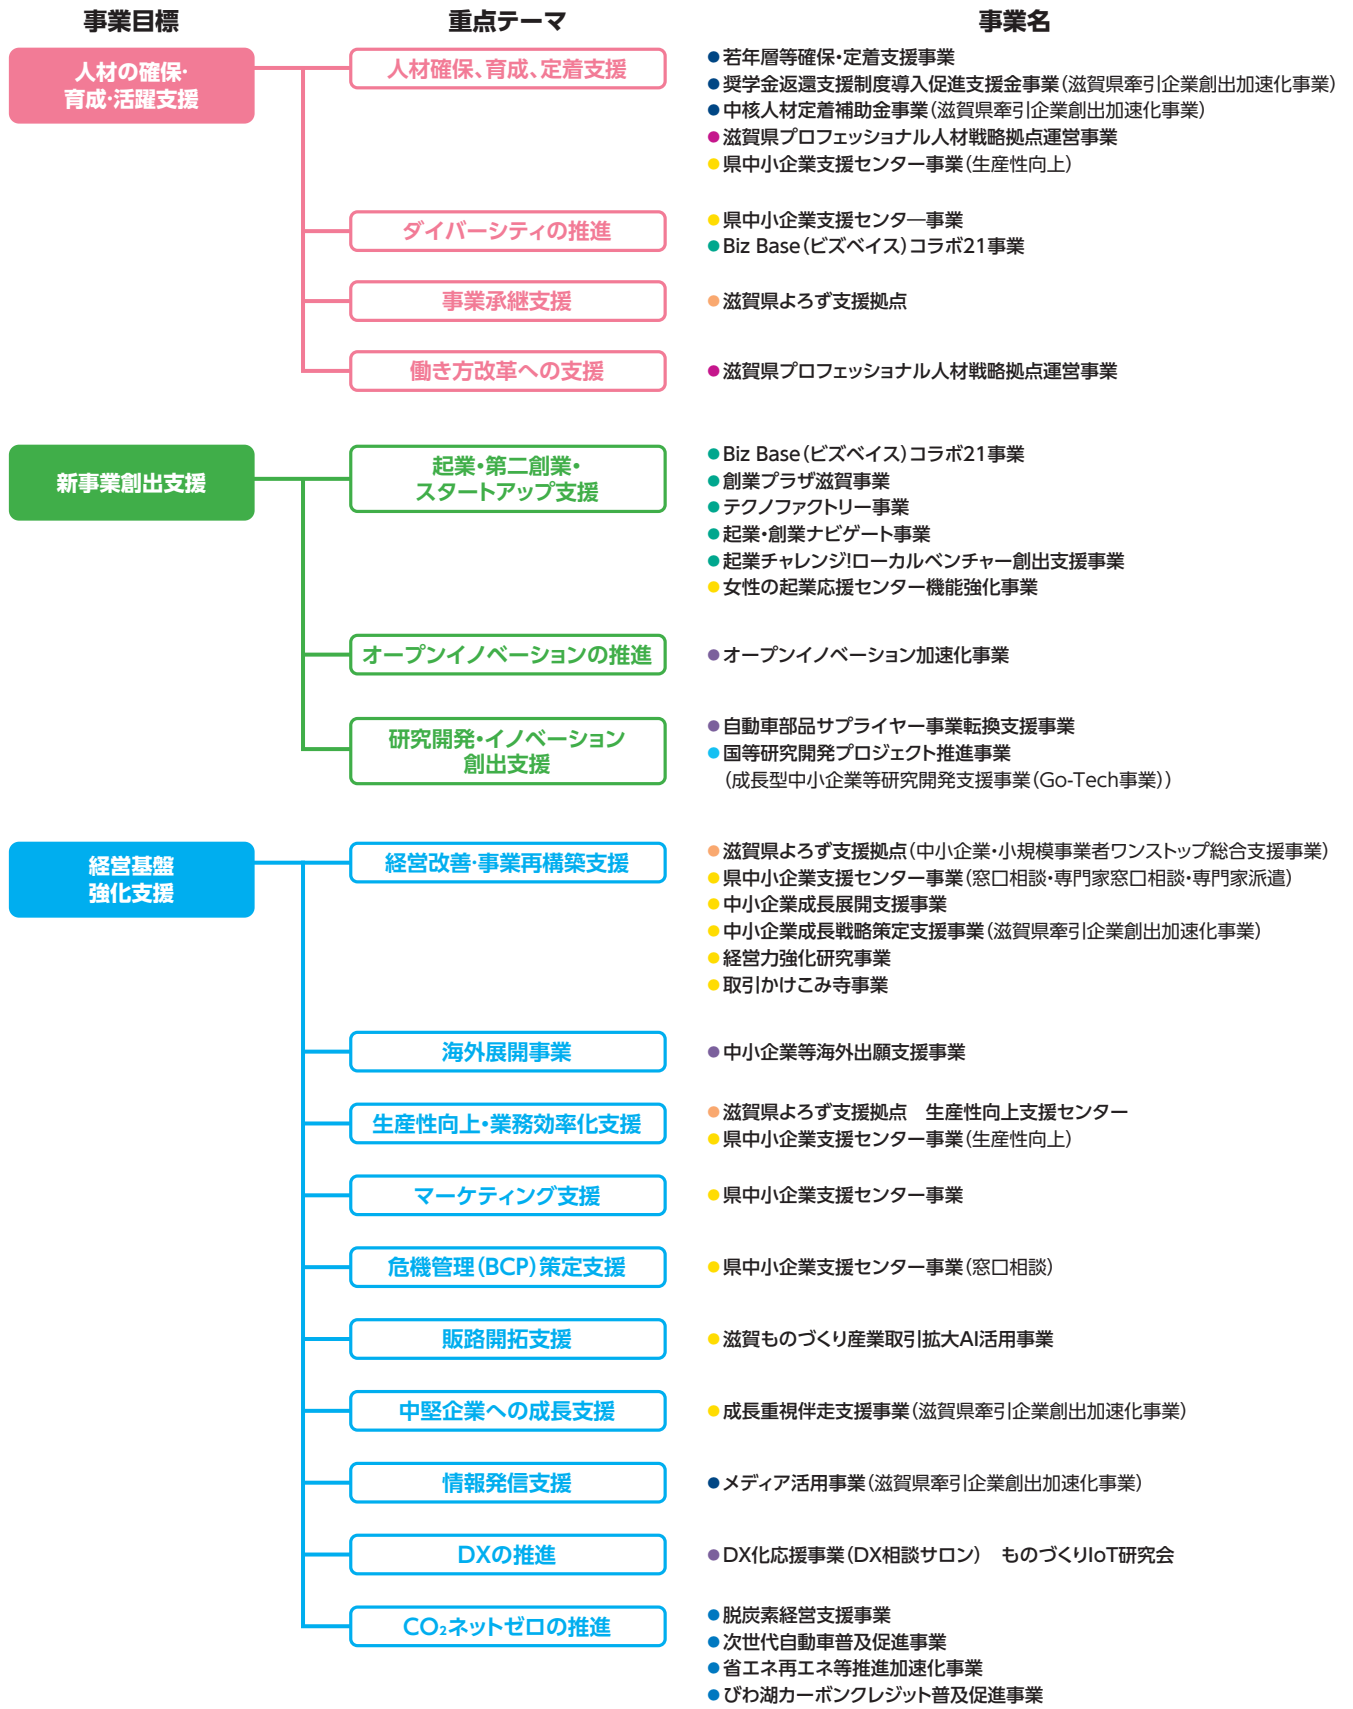 事業目標 重点テーマ 事業名
人材の確保・
育成・活躍支援
人材確保、育成、定着支援
●若年層等確保・定着支援事業
●奨学金返還支援制度導入促進支援金事業(滋賀県牽引企業創出加速化事業)
●中核人材定着補助金事業(滋賀県牽引企業創出加速化事業)
●滋賀県プロフェッショナル人材戦略拠点運営事業
●県中小企業支援センター事業(生産性向上)
ダイバーシティの推進
●県中小企業支援センター事業
●Biz Base(ビズベイス)コラボ21事業
事業承継支援
●滋賀県よろず支援拠点
働き方改革への支援
●滋賀県プロフェッショナル人材戦略拠点運営事業
新事業創出支援
起業・第二創業・
スタートアップ支援
●Biz Base(ビズベイス)コラボ21事業
●創業プラザ滋賀事業
●テクノファクトリー事業
●起業・創業ナビゲート事業
●起業チャレンジ!ローカルベンチャー創出支援事業
●女性の起業応援センター機能強化事業
オープンイノベーションの推進
●オープンイノベーション加速化事業
研究開発・イノベーション
創出支援
●自動車部品サプライヤー事業転換支援事業
●国等研究開発プロジェクト推進事業
(成長型中小企業等研究開発支援事業(Go-Tech事業))
経営基盤
強化支援
経営改善・事業再構築支援
●滋賀県よろず支援拠点(中小企業・小規模事業者ワンストップ総合支援事業)
●県中小企業支援センター事業(窓口相談・専門家窓口相談・専門家派遣)
●中小企業成長展開支援事業
●中小企業成長戦略策定支援事業(滋賀県牽引企業創出加速化事業)
●経営力強化研究事業
●取引かけこみ寺事業
海外展開事業
●中小企業等海外出願支援事業
生産性向上・業務効率化支援
●滋賀県よろず支援拠点 生産性向上支援センター
●県中小企業支援センター事業(生産性向上)
マーケティング支援
●県中小企業支援センター事業
危機管理(BCP)策定支援
●県中小企業支援センター事業(窓口相談)
販路開拓支援
●滋賀ものづくり産業取引拡大AI活用事業
中堅企業への成長支援
●成長重視伴走支援事業(滋賀県牽引企業創出加速化事業)
情報発信支援
●メディア活用事業(滋賀県牽引企業創出加速化事業)
DXの推進
●DX化応援事業(DX相談サロン) ものづくりIoT研究会
CO₂ネットゼロの推進
●脱炭素経営支援事業
●次世代自動車普及促進事業
●省エネ再エネ等推進加速化事業
●びわ湖カーボンクレジット普及促進事業